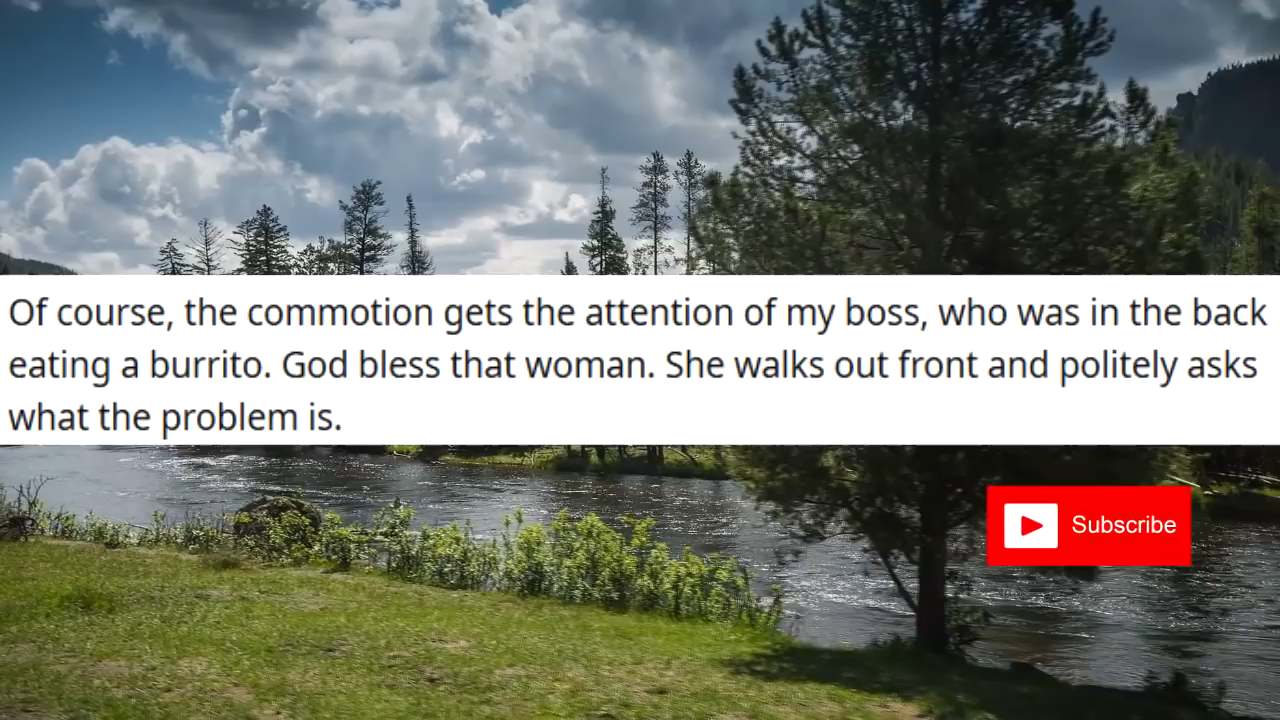 Of course, the commotion gets the attention of my boss, who was in the back
eating a burrito. God bless that woman. She walks out front and politely asks
what the problem is.
Subscribe